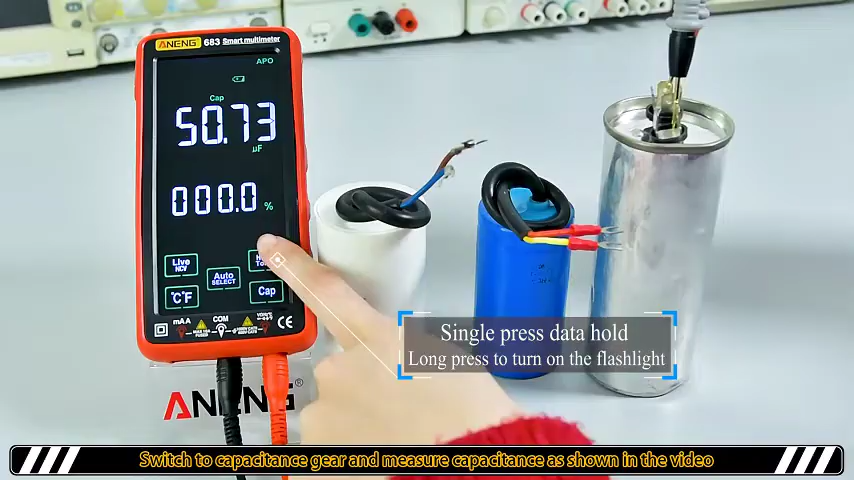 ANENG 683 Smart multimeter
APO
Cap
50.73
µF
000.0 %
Live
NCV
Auto
SELECT
°C°F
Cap
mA A
COM
CE
ANENG®
Single press data hold
Long press to turn on the flashlight
Switch to capacitance gear and measure capacitance as shown in the video